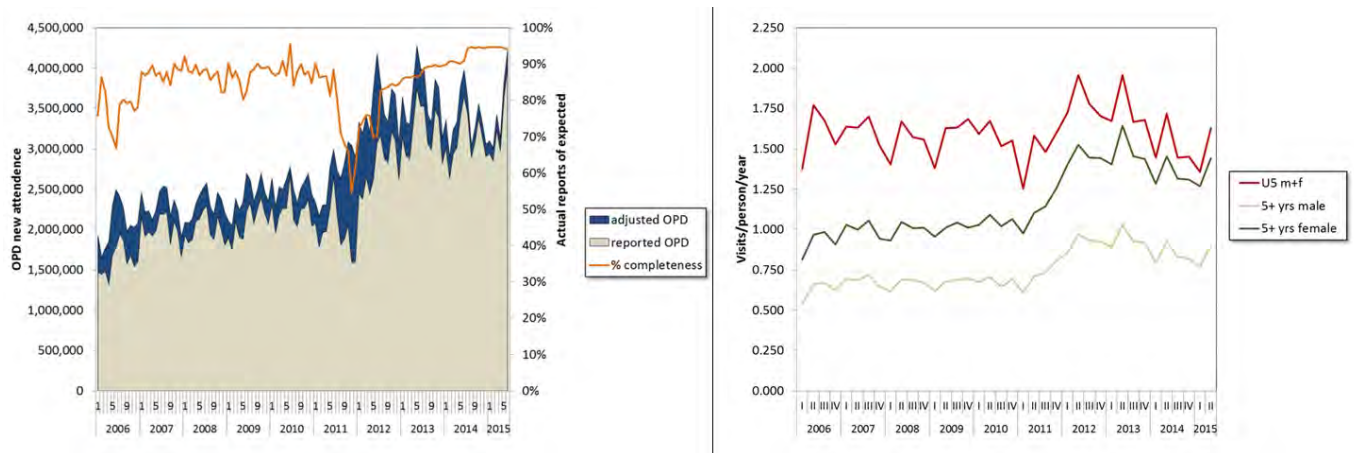 4,500,000
4,000,000
3,500,000
3,000,000
2,500,000
2,000,000
1,500,000
1,000,000
500,000
0
OPD new attendence
100%
90%
80%
70%
60%
50%
40%
30%
20%
10%
0%
Actual reports of expected
adjusted OPD
reported OPD
% completeness
1 5 9 1 5 9 1 5 9 1 5 9 1 5 9 1 5 9 1 5 9 1 5 9 1 5 9 1 5
2006 2007 2008 2009 2010 2011 2012 2013 2014 2015
2.250
2.000
1.750
1.500
1.250
1.000
0.750
0.500
0.250
0.000
Visits/person/year
U5 m+f
5+ yrs male
5+ yrs female
I II III IV I II III IV I II III IV I II III IV I II III IV I II III IV I II III IV I II III IV I II III IV I II
2006 2007 2008 2009 2010 2011 2012 2013 2014 2015